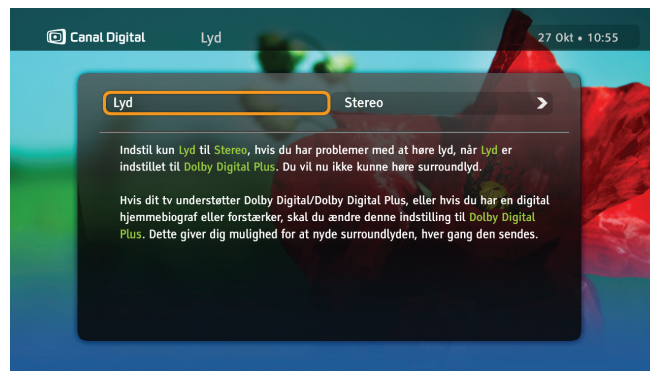 Canal Digital Lyd 27 Okt • 10:55
Lyd Stereo
Indstil kun Lyd til Stereo, hvis du har problemer med at høre lyd, når Lyd er
indstillet til Dolby Digital Plus. Du vil nu ikke kunne høre surroundlyd.
Hvis dit tv understøtter Dolby Digital/Dolby Digital Plus, eller hvis du har en digital
hjemmebiograf eller forstærker, skal du ændre denne indstilling til Dolby Digital
Plus. Dette giver dig mulighed for at nyde surroundlyden, hver gang den sendes.